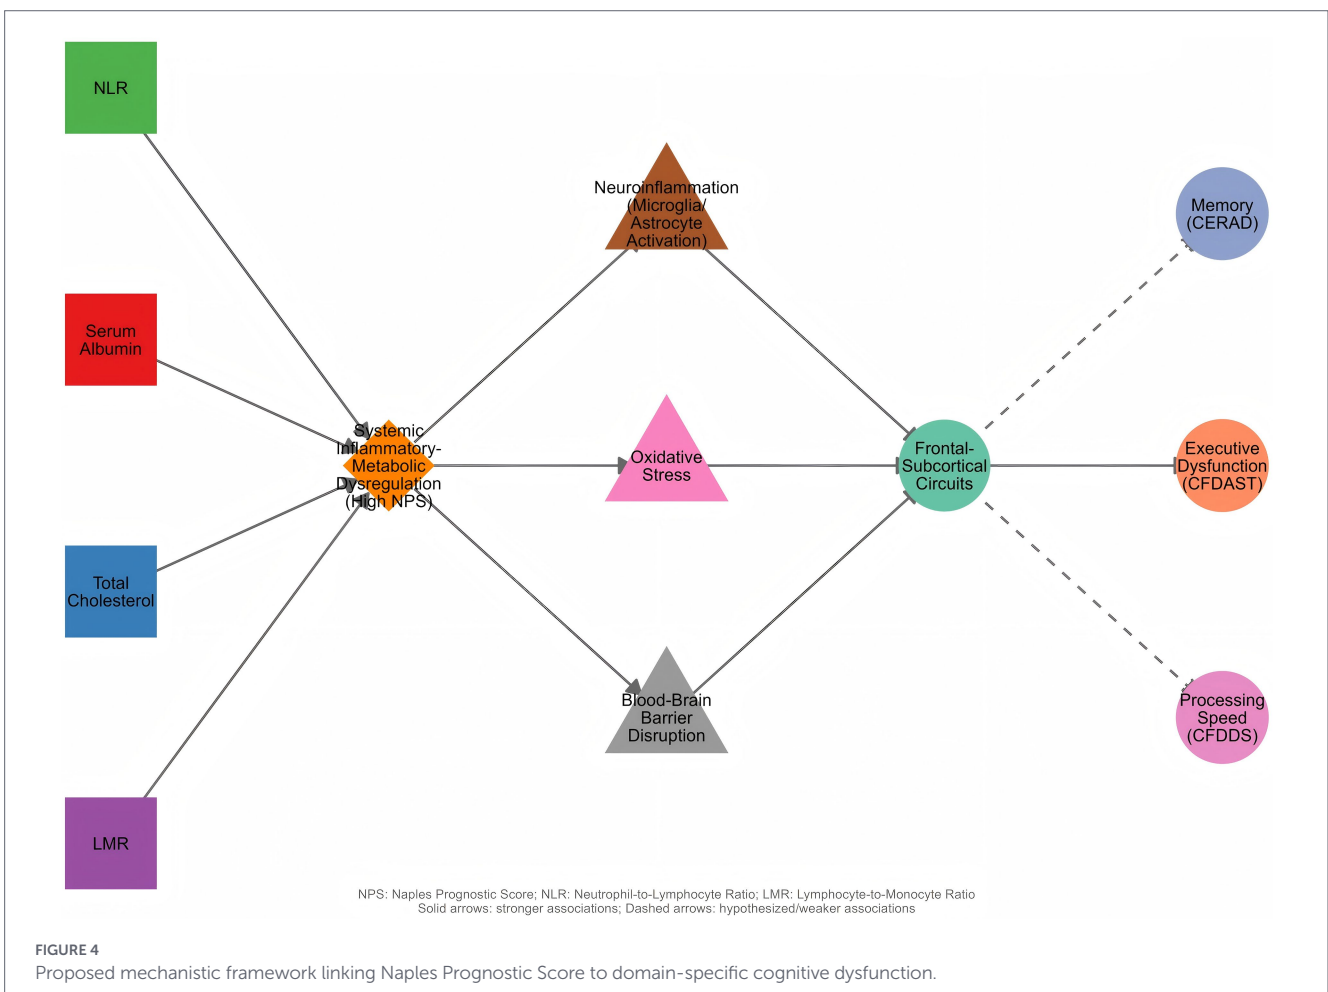 NLR
Serum
Albumin
Total
Cholesterol
LMR
Systemic
Inflammatory-
Metabolic
Dysregulation
(High NPS)
Neuroinflammation
(Microglia/
Astrocyte
Activation)
Oxidative
Stress
Blood-Brain
Barrier
Disruption
Frontal-
Subcortical
Circuits
Memory
(CERAD)
Executive
Dysfunction
(CFDAST)
Processing
Speed
(CFDDS)
NPS: Naples Prognostic Score; NLR: Neutrophil-to-Lymphocyte Ratio; LMR: Lymphocyte-to-Monocyte Ratio
Solid arrows: stronger associations; Dashed arrows: hypothesized/weaker associations
FIGURE 4
Proposed mechanistic framework linking Naples Prognostic Score to domain-specific cognitive dysfunction.